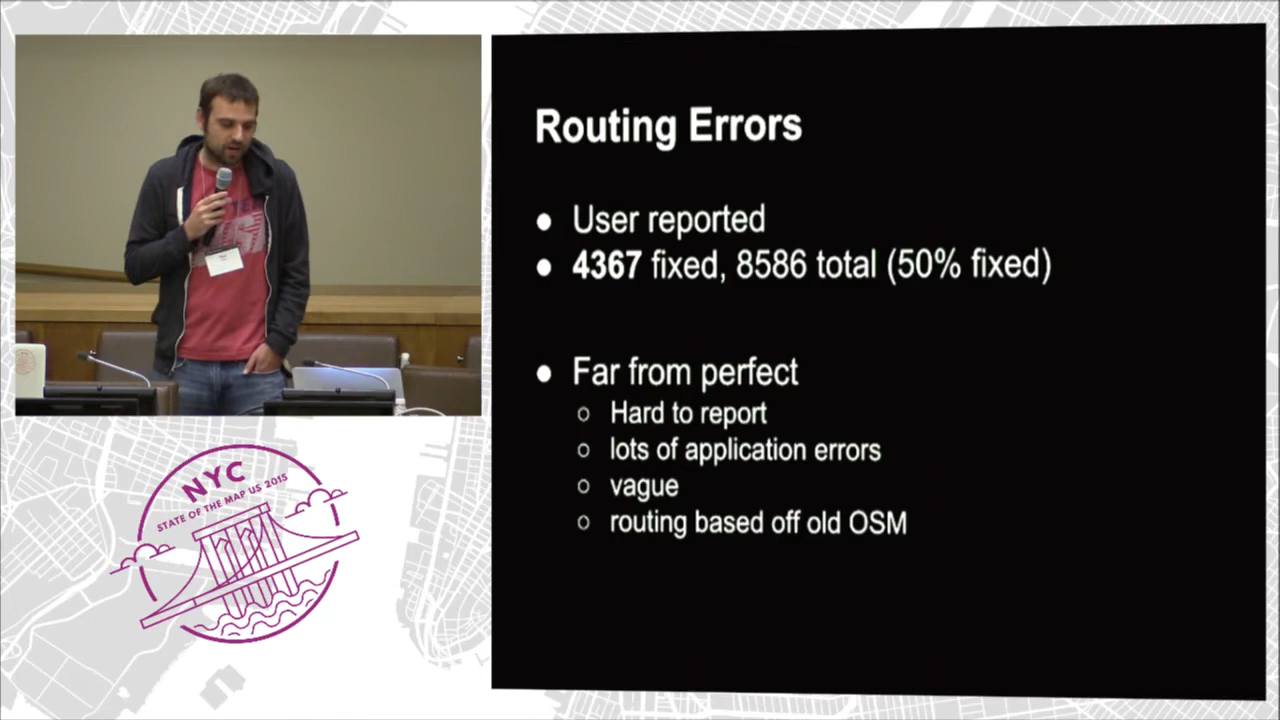 Routing Errors
● User reported
● 4367 fixed, 8586 total (50% fixed)
● Far from perfect
○ Hard to report
○ lots of application errors
○ vague
○ routing based off old OSM
NYC
STATE OF THE MAP US 2015